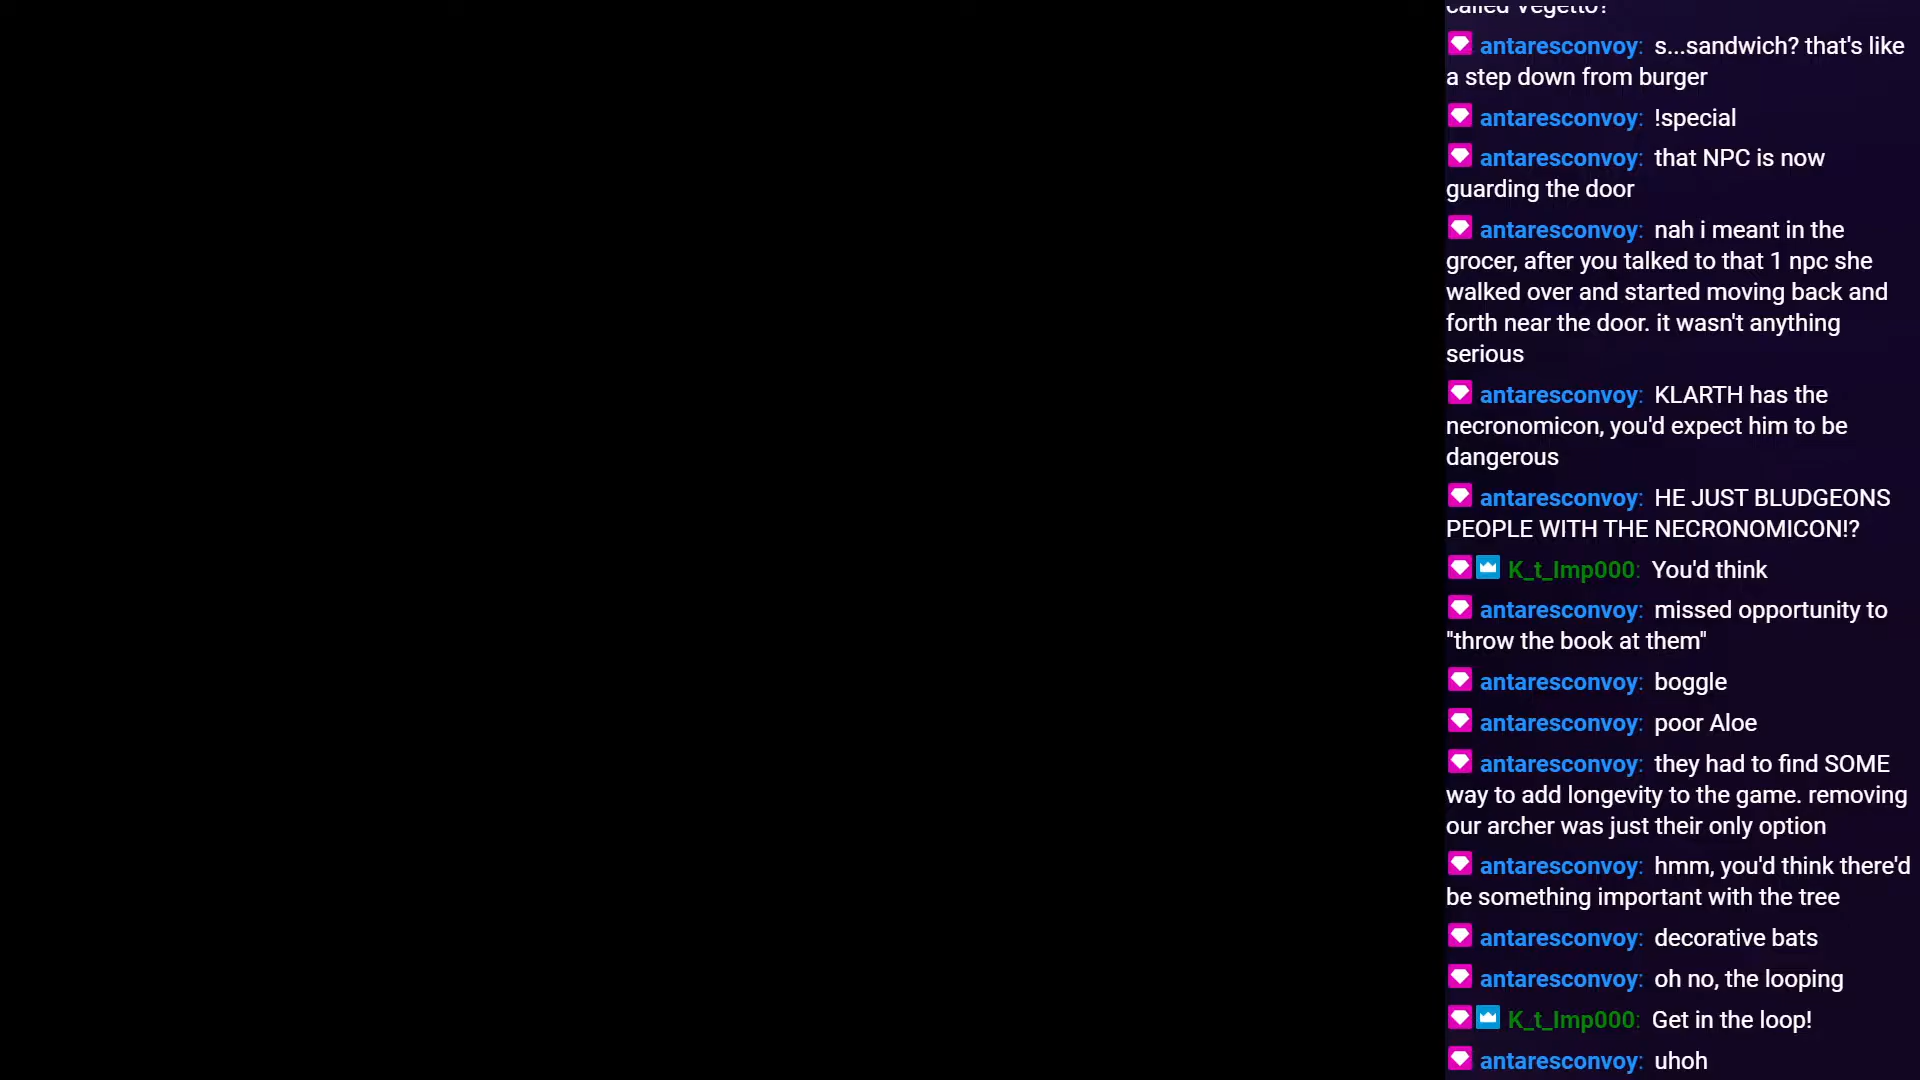 called Vegetto?
antaresconvoy: s...sandwich? that's like
a step down from burger
antaresconvoy: !special
antaresconvoy: that NPC is now
guarding the door
antaresconvoy: nah i meant in the
grocer, after you talked to that 1 npc she
walked over and started moving back and
forth near the door. it wasn't anything
serious
antaresconvoy: KLARTH has the
necronomicon, you'd expect him to be
dangerous
antaresconvoy: HE JUST BLUDGEONS
PEOPLE WITH THE NECRONOMICON!?
K_t_Imp000: You'd think
antaresconvoy: missed opportunity to
"throw the book at them"
antaresconvoy: boggle
antaresconvoy: poor Aloe
antaresconvoy: they had to find SOME
way to add longevity to the game. removing
our archer was just their only option
antaresconvoy: hmm, you'd think there'd
be something important with the tree
antaresconvoy: decorative bats
antaresconvoy: oh no, the looping
K_t_Imp000: Get in the loop!
antaresconvoy: uhoh